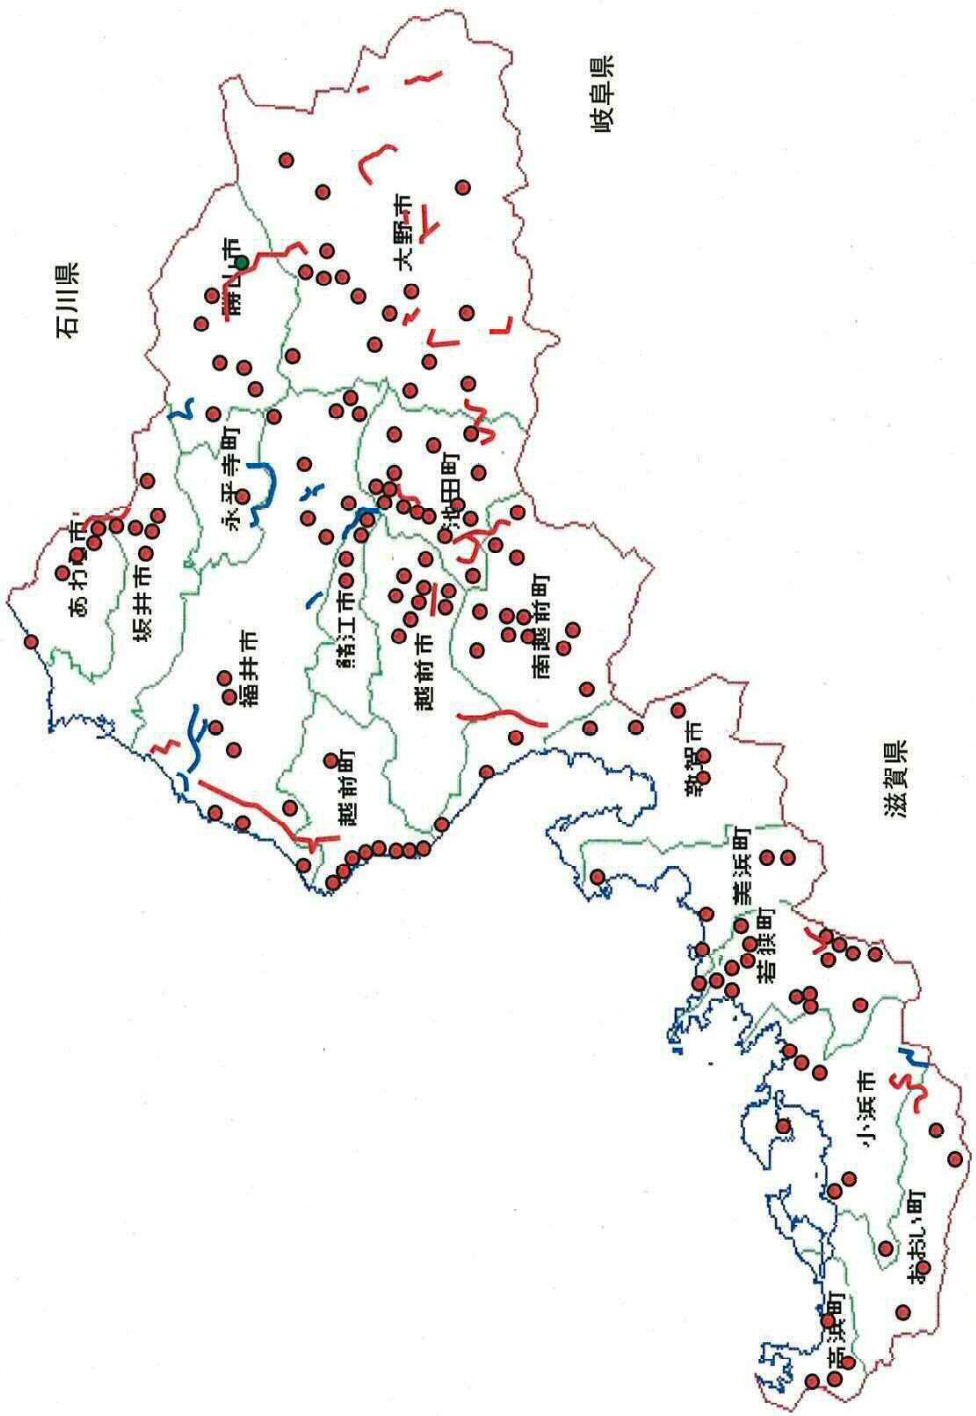 石川県
岐阜県
滋賀県
あわら市
坂井市
永平寺町
勝山市
福井市
大野市
鯖江市
池田町
越前町
越前市
南越前町
敦賀市
美浜町
若狭町
小浜市
おおい町
高浜町